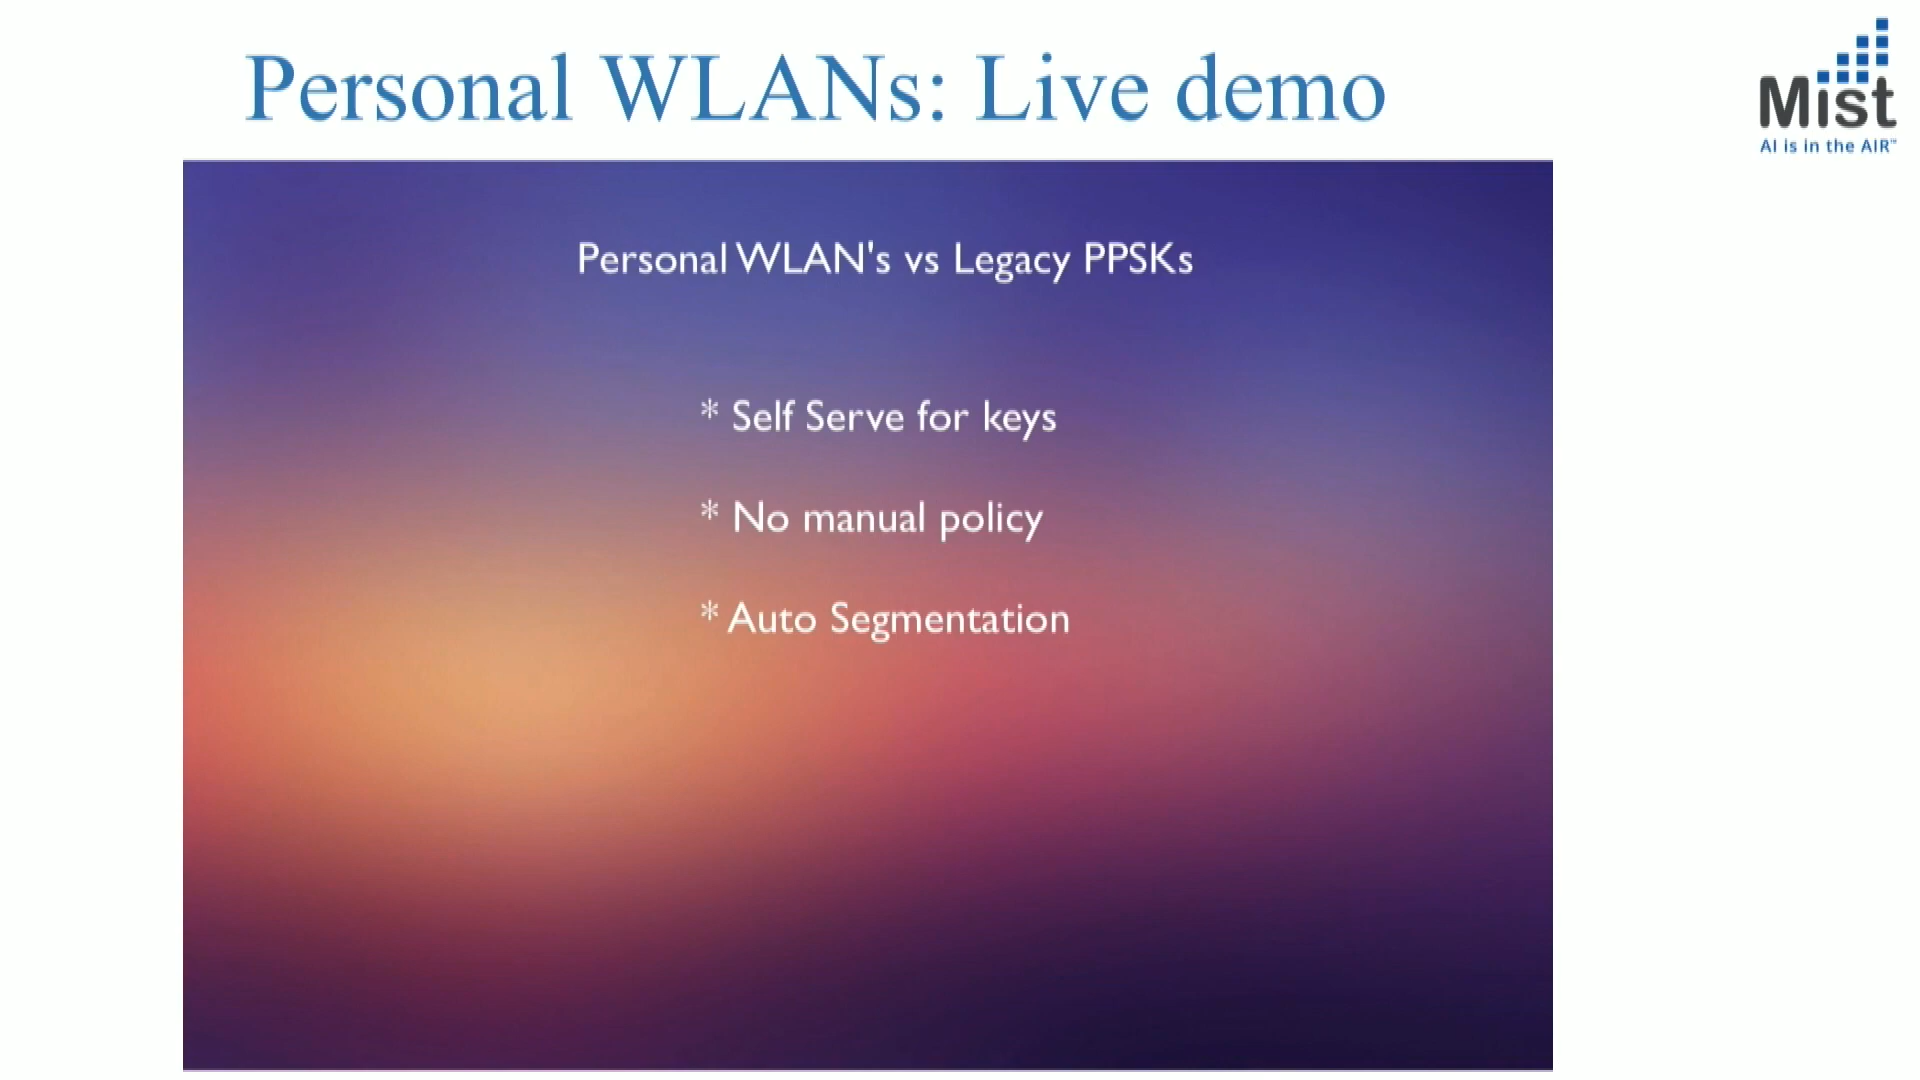 Personal WLANs: Live demo
Mist
AI is in the AIR™
Personal WLAN's vs Legacy PPSKs
* Self Serve for keys
* No manual policy
* Auto Segmentation